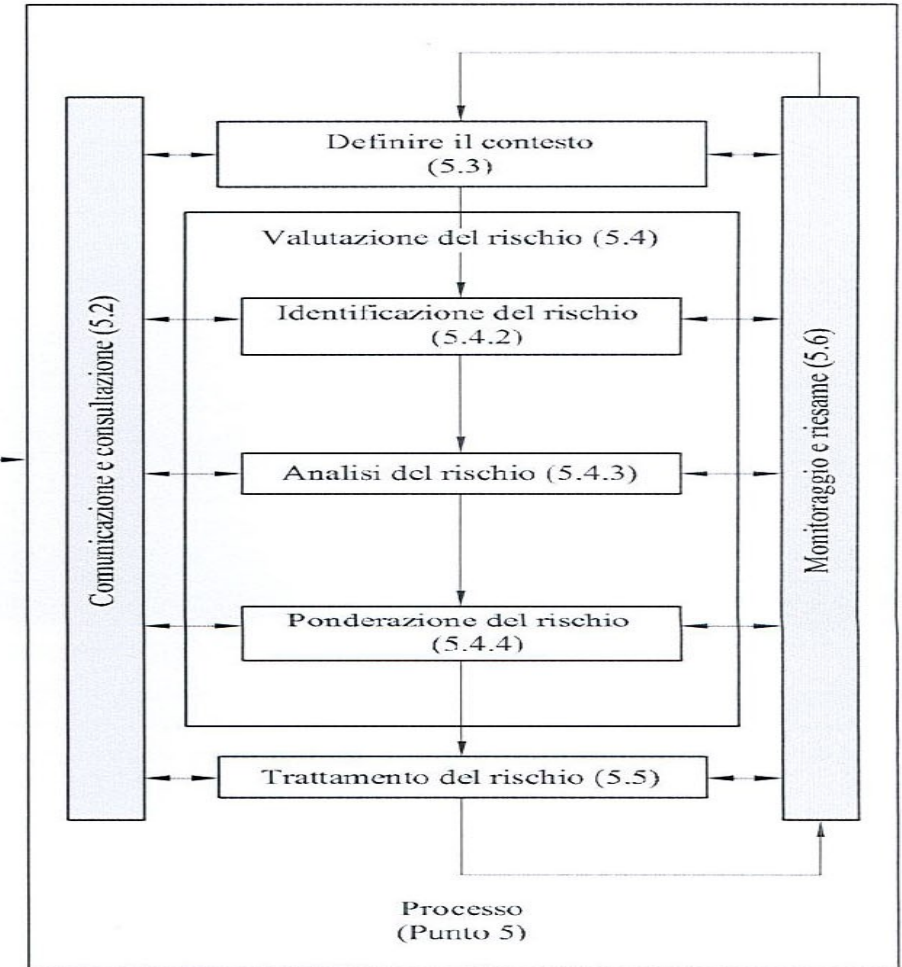 Definire il contesto
(5.3)
Valutazione del rischio (5.4)
Identificazione del rischio
(5.4.2)
Analisi del rischio (5.4.3)
Ponderazione del rischio
(5.4.4)
Trattamento del rischio (5.5)
Comunicazione e consultazione (5.2)
Monitoraggio e riesame (5.6)
Processo
(Punto 5)